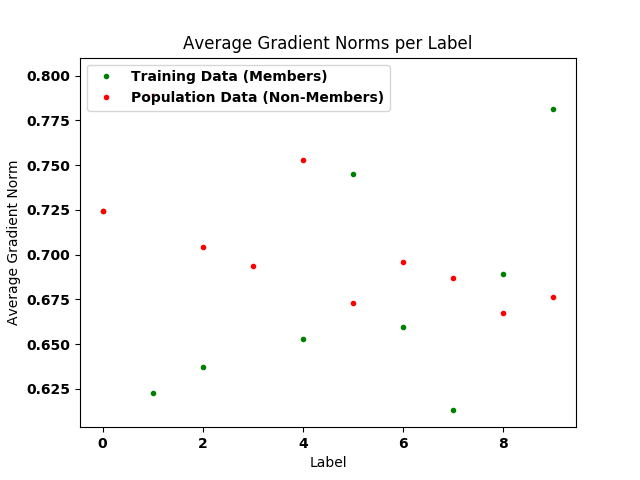 Average Gradient Norms per Label
Training Data (Members)
Population Data (Non-Members)
Average Gradient Norm
0.800
0.775
0.750
0.725
0.700
0.675
0.650
0.625
0
2
4
6
8
Label